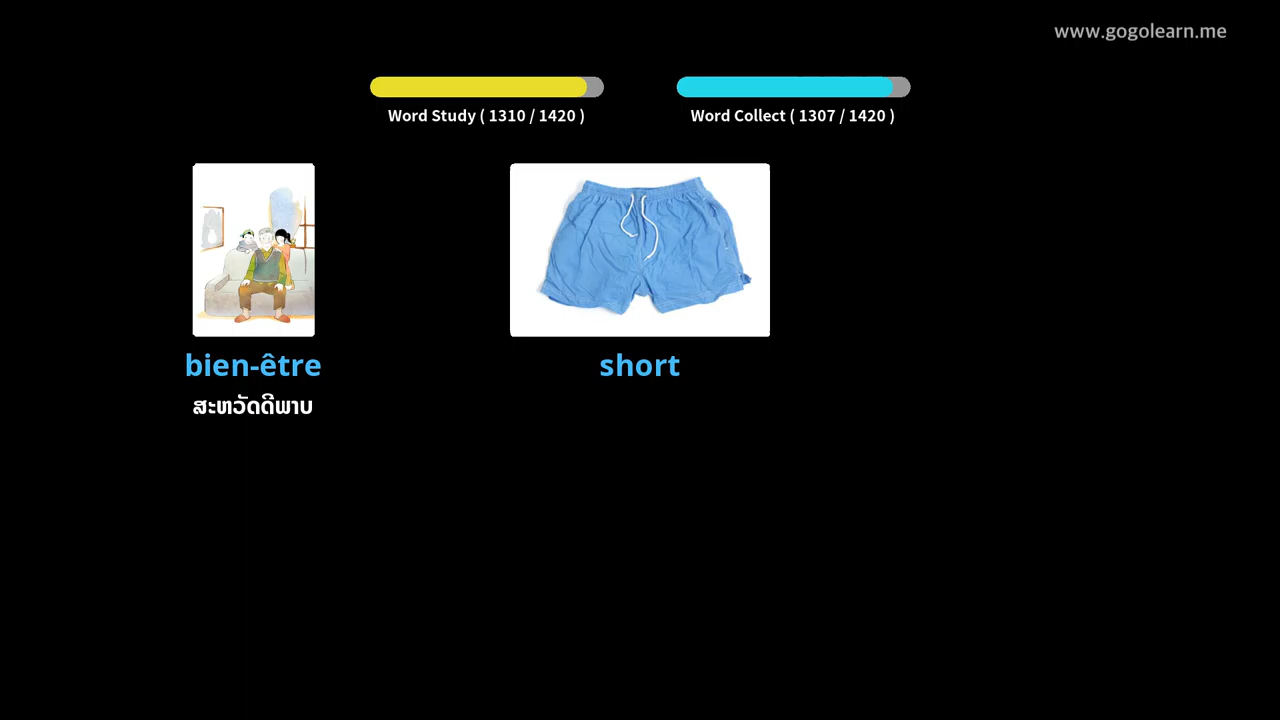 www.gogolearn.me
Word Study ( 1310 / 1420 )
Word Collect ( 1307 / 1420 )
bien-être
short
ສະຫວັດດີພາບ